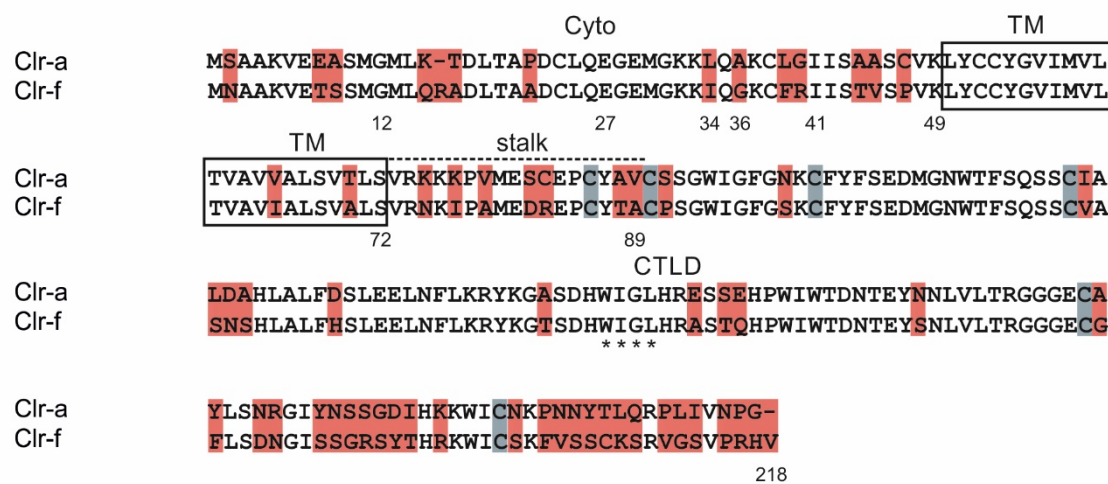 Cyto TM
Clr-a MSAAKVEEEASMGMLK-TDLTAPDCLQEGEMGKKLQAKCLGIISAASCVKLYCCYGVIMVL
Clr-f MNAAKVETSSMGMLQRADLTAADCLQEGEMGKKIQGKCFRIISTVSPVKLYCCYGVIMVL
12 27 34 36 41 49
TM stalk
Clr-a TVAVVALSVTLSVRKKKPVMESCEPCYAVCSSGWIGFGNKCFYFSEDMGNWTFSQSSCIA
Clr-f TVAVIALSVALSVRNKIPAMEDREPCYTACPSGWIGFGSKCFYFSEDMGNWTFSQSSCVA
72 89
CTLD
Clr-a LDAHLALFDSLEELNFLKRYKGASDHWIGLHRESSEHPWIWTDNTEYNNLVLTRGGGECA
Clr-f SNSHLALFHSLEELNFLKRYKGTSDHWIGLHRASTQHPWIWTDNTEYSNLVLTRGGGECG
****
Clr-a YLSNRGIYNSSGDIHKKWICNKPNNYTLQRPLIVNPG-
Clr-f FLSDNGISSGRSYTHRKWICSKFVSSCKSRVGSVPRHV
218